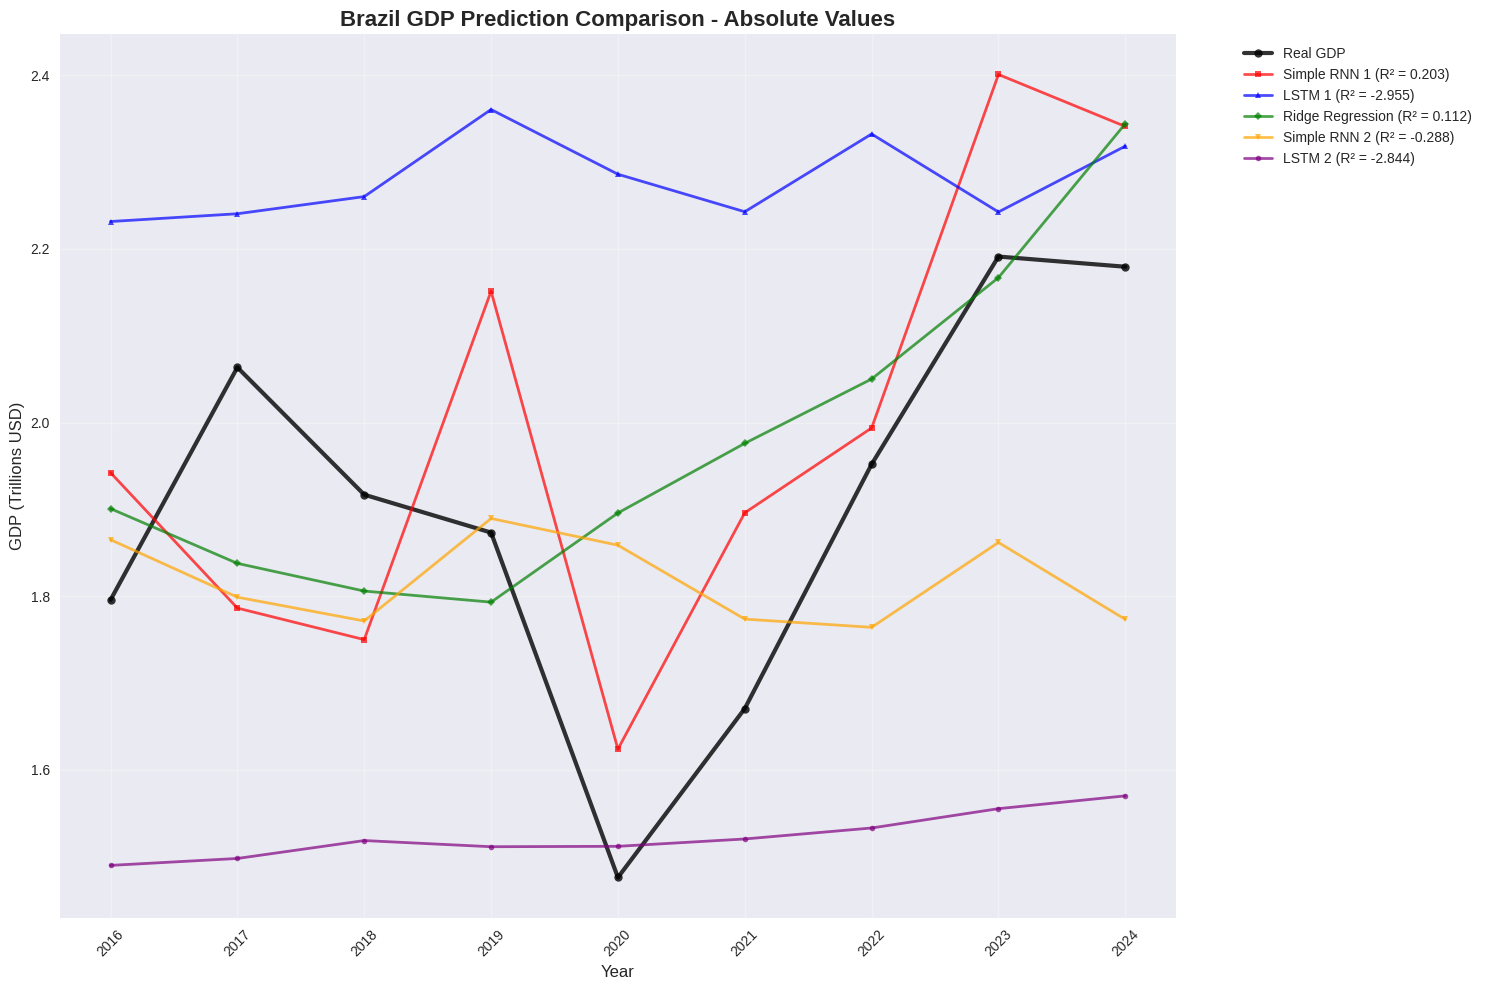 Brazil GDP Prediction Comparison - Absolute Values
Real GDP
Simple RNN 1 (R² = 0.203)
LSTM 1 (R² = -2.955)
Ridge Regression (R² = 0.112)
Simple RNN 2 (R² = -0.288)
LSTM 2 (R² = -2.844)
GDP (Trillions USD)
2.4
2.2
2.0
1.8
1.6
2016
2017
2018
2019
2020
2021
2022
2023
2024
Year